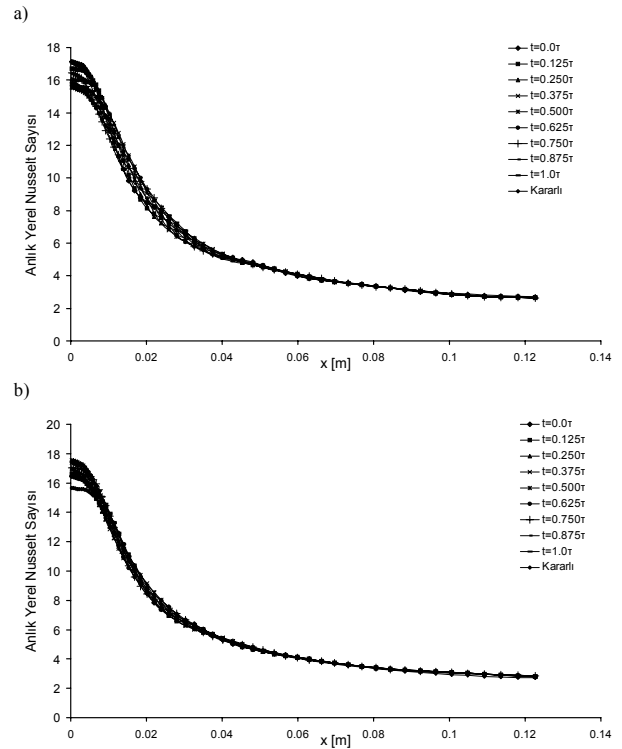 a)
18
16
14
12
10
8
6
4
2
0
Anlık Yerel Nusselt Sayısı
0
0.02
0.04
0.06
0.08
0.1
0.12
0.14
x [m]
t=0.0τ
t=0.125τ
t=0.250τ
t=0.375τ
t=0.500τ
t=0.625τ
t=0.750τ
t=0.875τ
t=1.0τ
Kararlı
b)
20
18
16
14
12
10
8
6
4
2
0
Anlık Yerel Nusselt Sayısı
0
0.02
0.04
0.06
0.08
0.1
0.12
0.14
x [m]
t=0.0τ
t=0.125τ
t=0.250τ
t=0.375τ
t=0.500τ
t=0.625τ
t=0.750τ
t=0.875τ
t=1.0τ
Kararlı